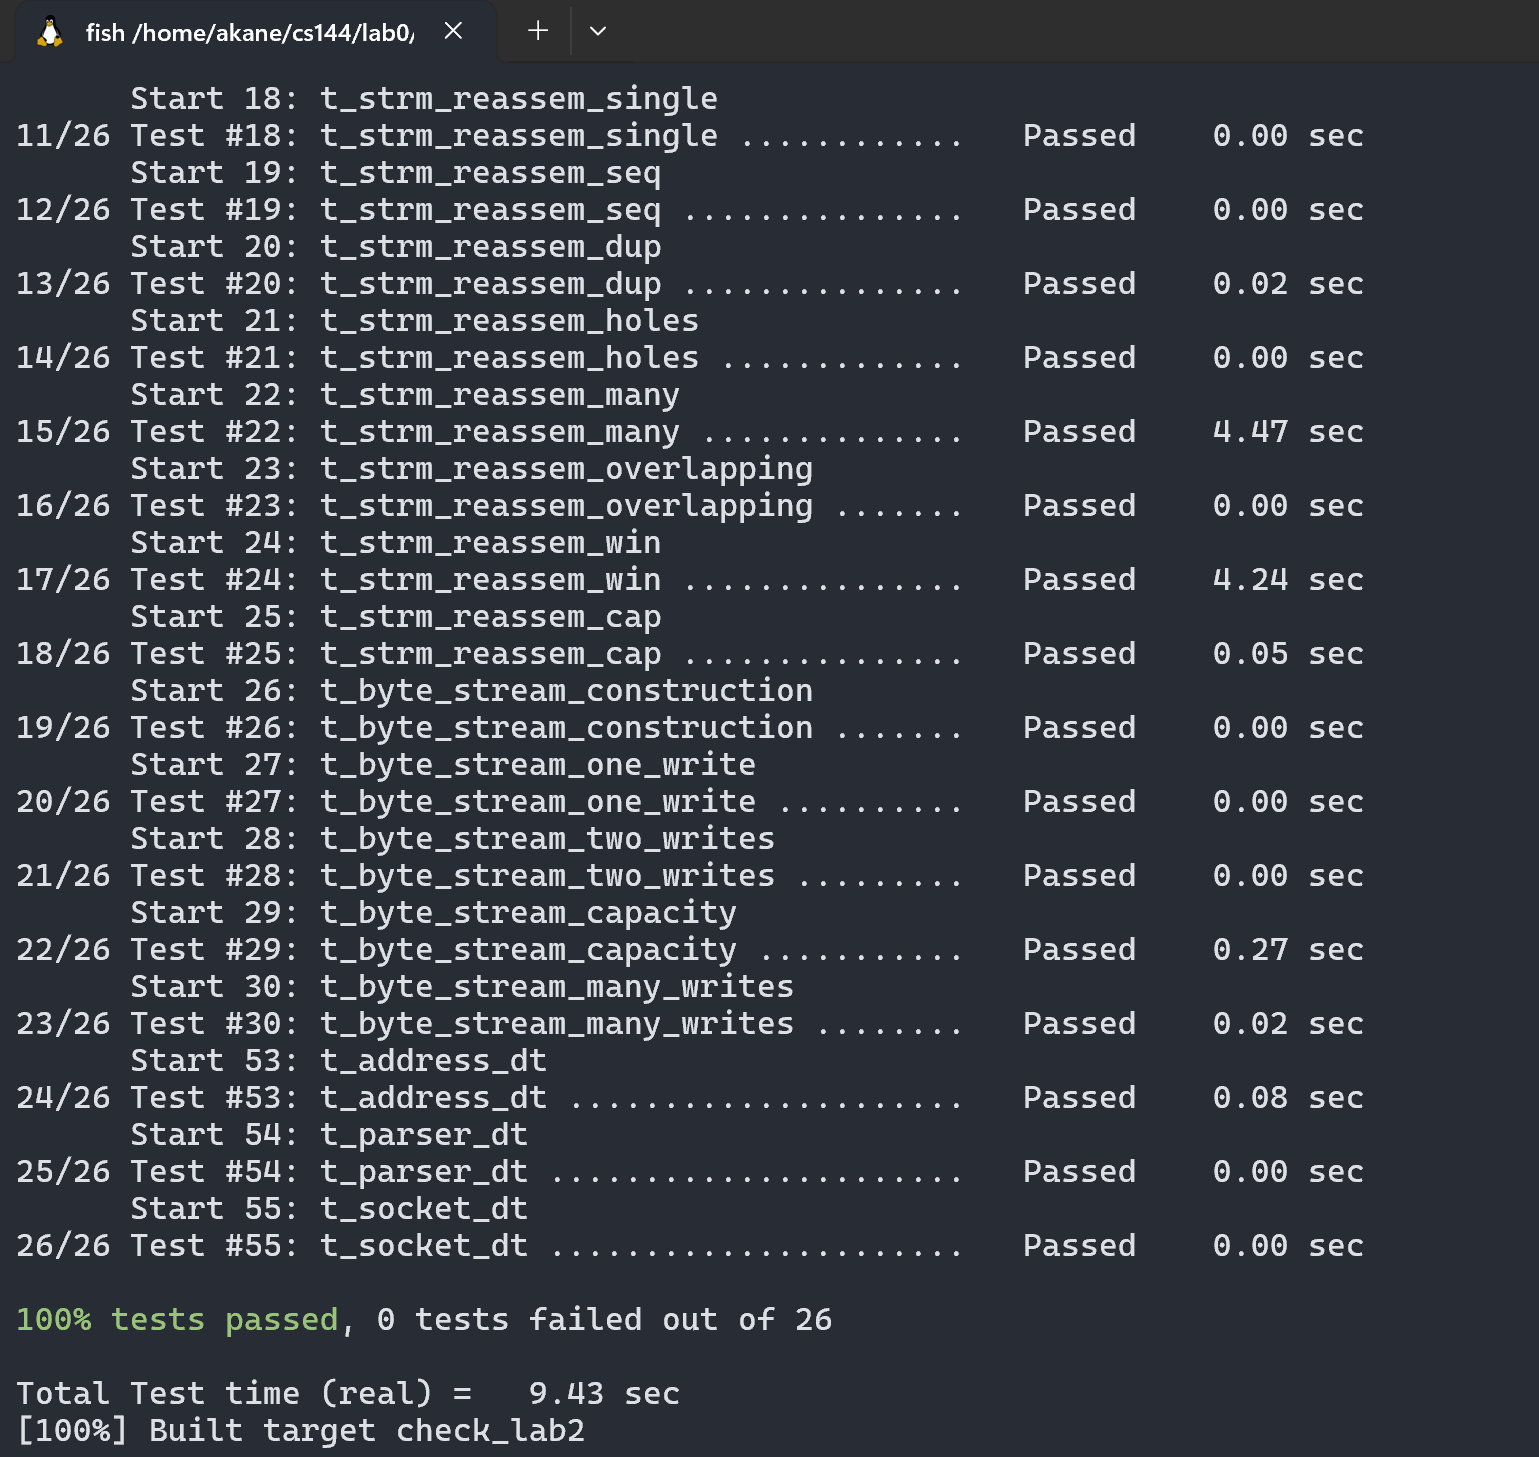 fish /home/akane/cs144/lab0/
Start 18: t_strm_reassem_single
11/26 Test #18: t_strm_reassem_single ............   Passed    0.00 sec
Start 19: t_strm_reassem_seq
12/26 Test #19: t_strm_reassem_seq ...............   Passed    0.00 sec
Start 20: t_strm_reassem_dup
13/26 Test #20: t_strm_reassem_dup ...............   Passed    0.02 sec
Start 21: t_strm_reassem_holes
14/26 Test #21: t_strm_reassem_holes .............   Passed    0.00 sec
Start 22: t_strm_reassem_many
15/26 Test #22: t_strm_reassem_many ..............   Passed    4.47 sec
Start 23: t_strm_reassem_overlapping
16/26 Test #23: t_strm_reassem_overlapping .......   Passed    0.00 sec
Start 24: t_strm_reassem_win
17/26 Test #24: t_strm_reassem_win ...............   Passed    4.24 sec
Start 25: t_strm_reassem_cap
18/26 Test #25: t_strm_reassem_cap ...............   Passed    0.05 sec
Start 26: t_byte_stream_construction
19/26 Test #26: t_byte_stream_construction .......   Passed    0.00 sec
Start 27: t_byte_stream_one_write
20/26 Test #27: t_byte_stream_one_write ..........   Passed    0.00 sec
Start 28: t_byte_stream_two_writes
21/26 Test #28: t_byte_stream_two_writes .........   Passed    0.00 sec
Start 29: t_byte_stream_capacity
22/26 Test #29: t_byte_stream_capacity ...........   Passed    0.27 sec
Start 30: t_byte_stream_many_writes
23/26 Test #30: t_byte_stream_many_writes ........   Passed    0.02 sec
Start 53: t_address_dt
24/26 Test #53: t_address_dt .....................   Passed    0.08 sec
Start 54: t_parser_dt
25/26 Test #54: t_parser_dt ......................   Passed    0.00 sec
Start 55: t_socket_dt
26/26 Test #55: t_socket_dt ......................   Passed    0.00 sec
100% tests passed, 0 tests failed out of 26
Total Test time (real) =   9.43 sec
[100%] Built target check_lab2